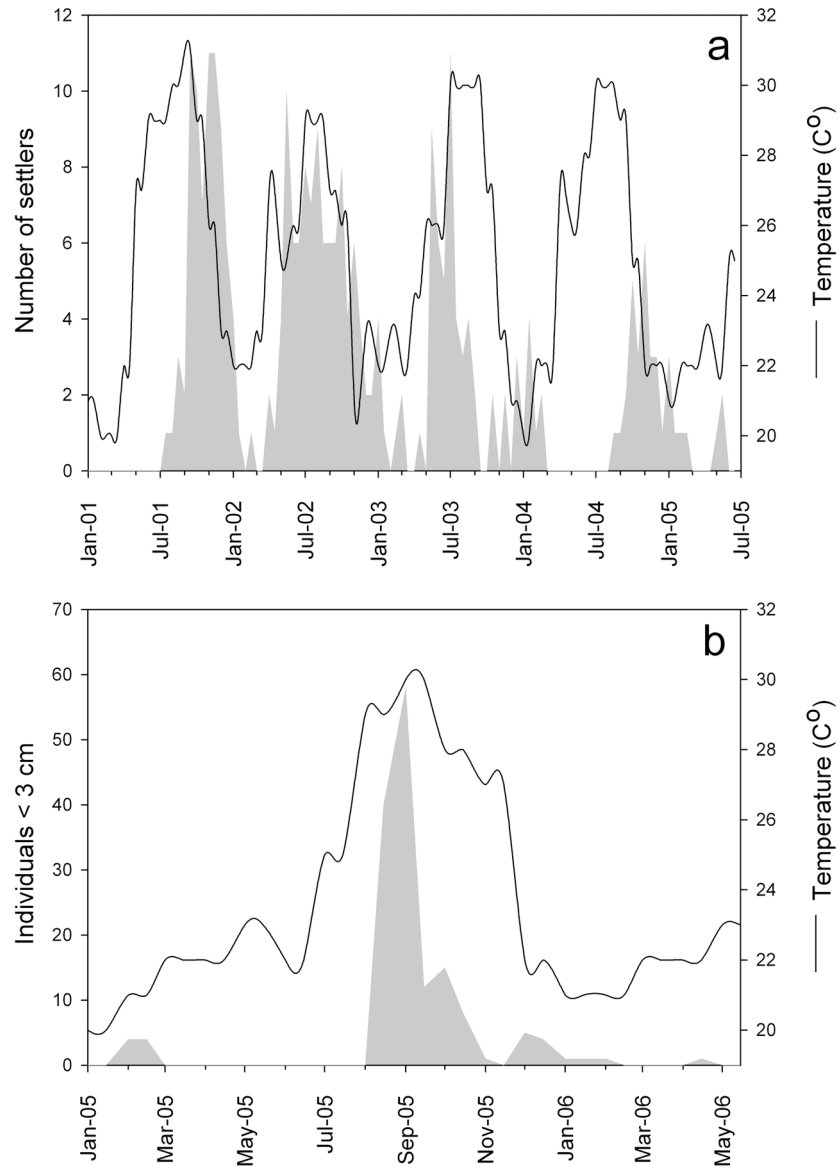 a
12
10
8
6
4
2
0
Number of settlers
32
30
28
26
24
22
20
Temperature (Cº)
Jan-01
Jul-01
Jan-02
Jul-02
Jan-03
Jul-03
Jan-04
Jul-04
Jan-05
Jul-05
b
70
60
50
40
30
20
10
0
Individuals < 3 cm
32
30
28
26
24
22
20
Temperature (Cº)
Jan-05
Mar-05
May-05
Jul-05
Sep-05
Nov-05
Jan-06
Mar-06
May-06